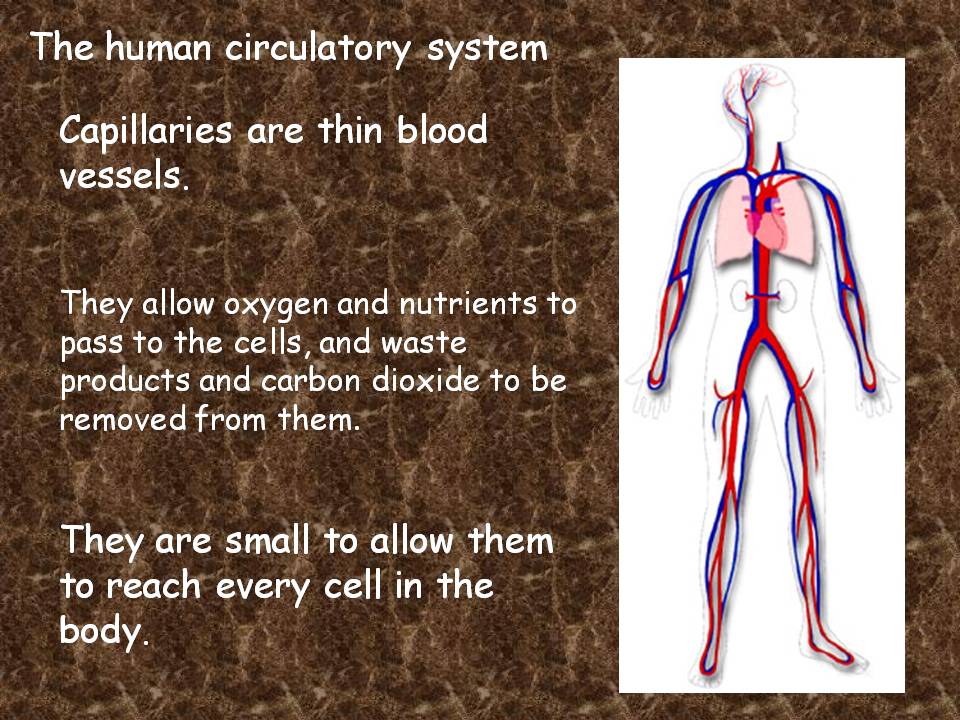 The human circulatory system
Capillaries are thin blood
vessels.
They allow oxygen and nutrients to
pass to the cells, and waste
products and carbon dioxide to be
removed from them.
They are small to allow them
to reach every cell in the
body.